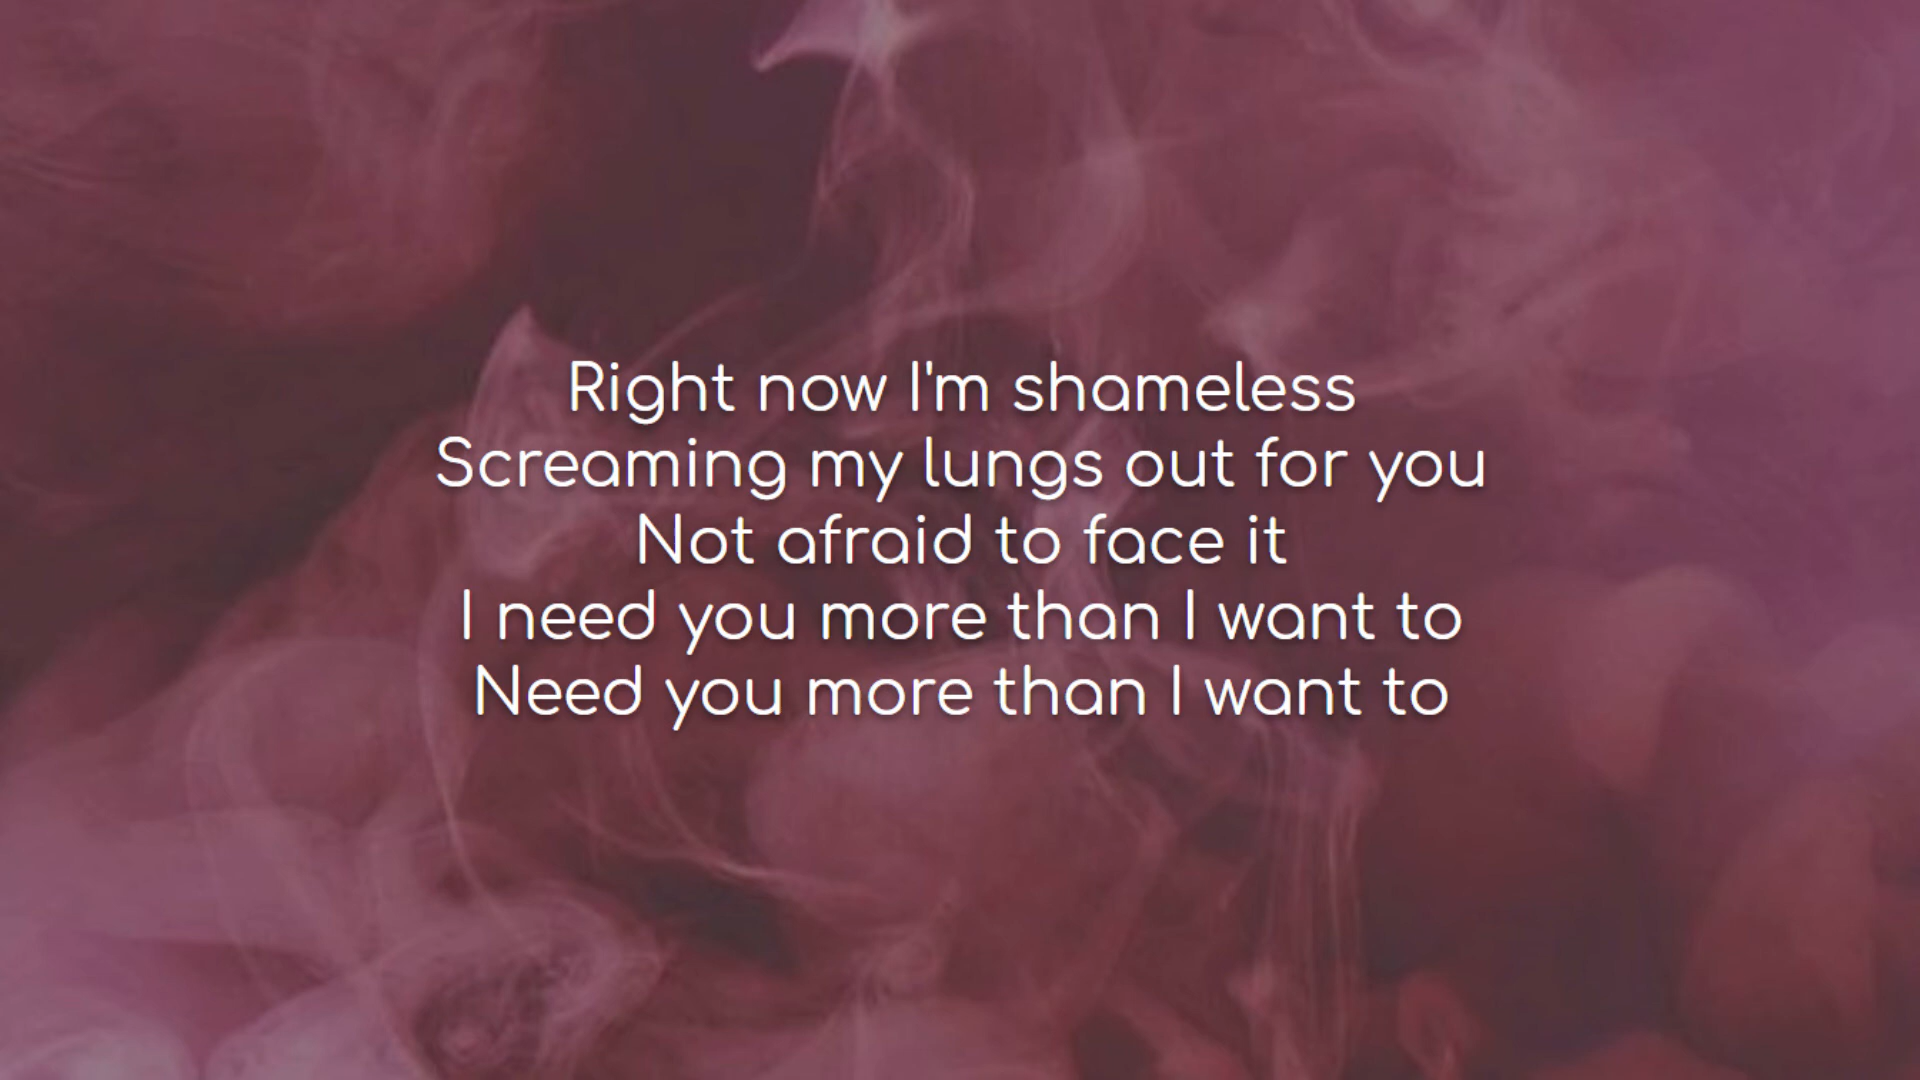 Right now I'm shameless
Screaming my lungs out for you
Not afraid to face it
I need you more than I want to
Need you more than I want to